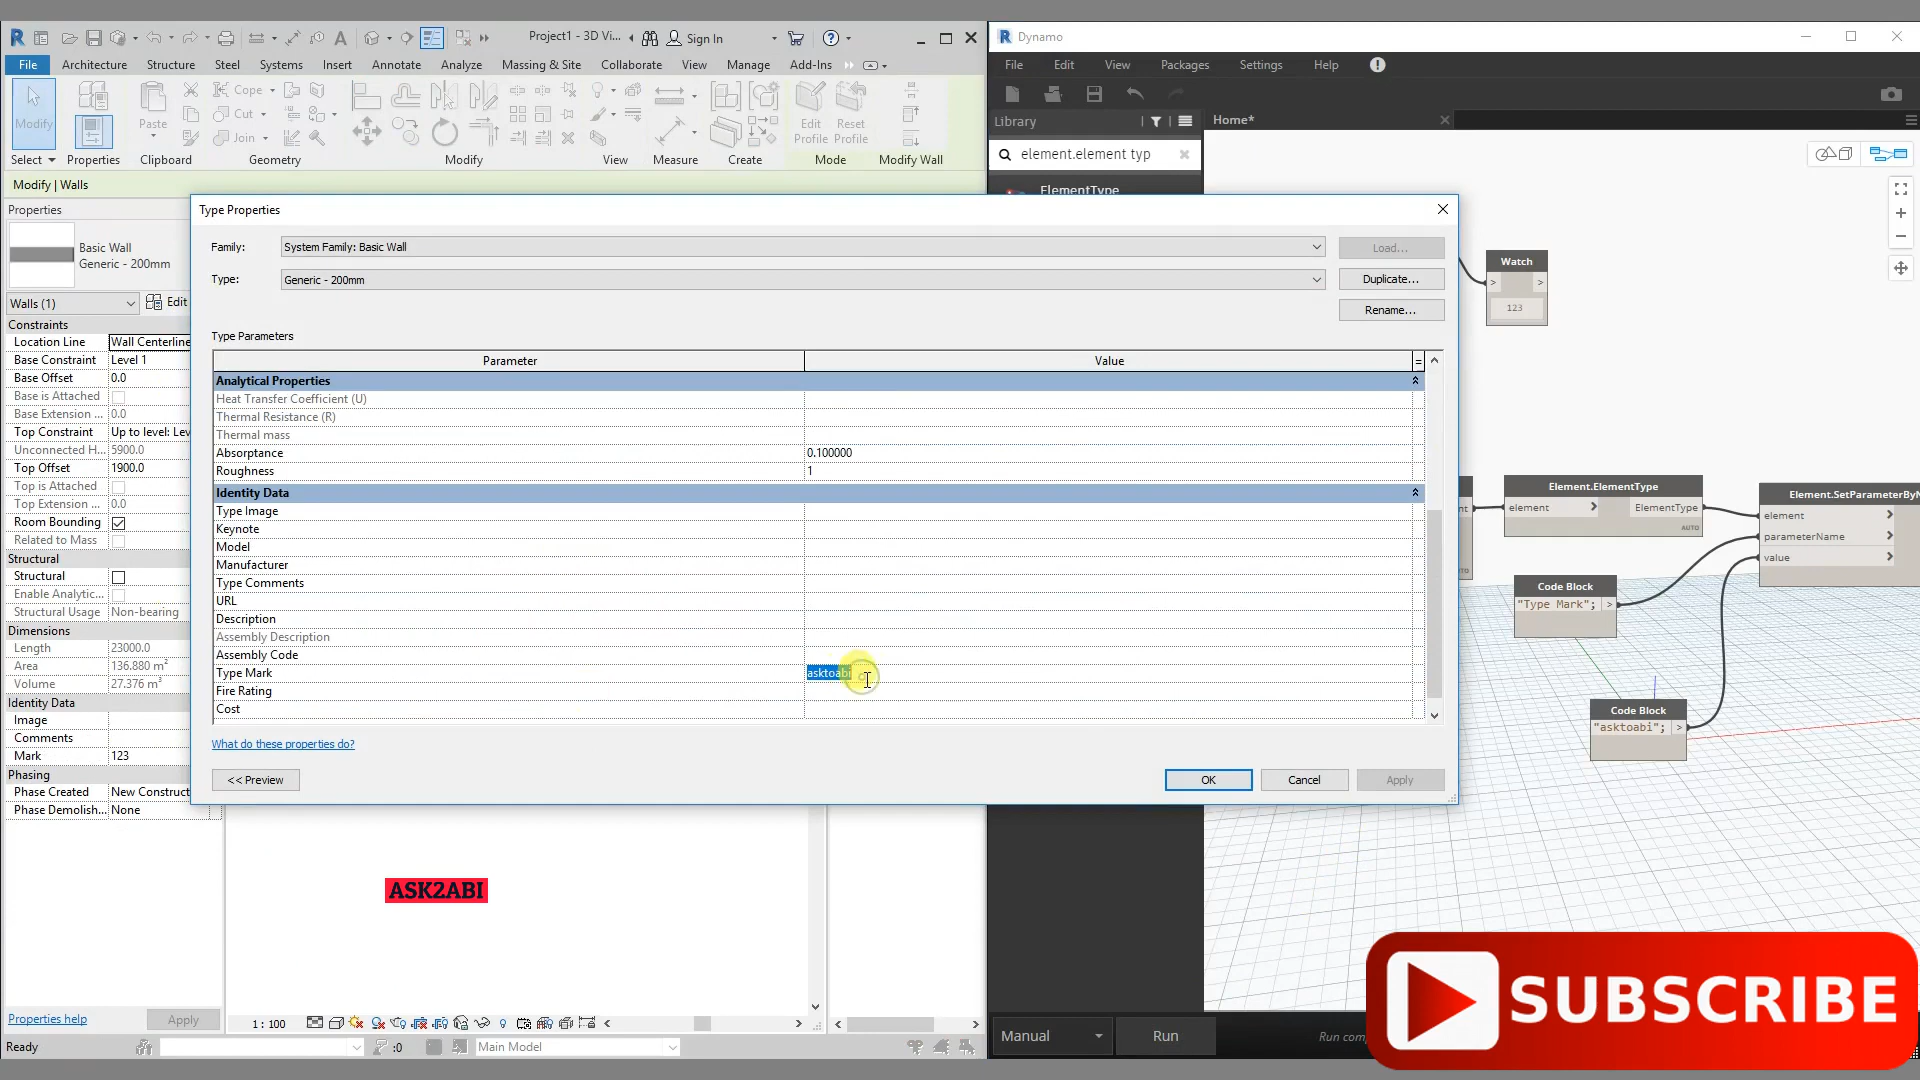 Project1 - 3D Vi...
Sign In
File Architecture Structure Steel Systems Insert Annotate Analyze Massing & Site Collaborate View Manage Add-Ins
Modify
Paste
Cope
Cut
Join
Edit Profile
Reset Profile
Select Properties Clipboard Geometry Modify View Measure Create Mode Modify Wall
Modify | Walls
Properties
Basic Wall
Generic - 200mm
Walls (1) Edit
Constraints
Location Line Wall Centerline
Base Constraint Level 1
Base Offset 0.0
Base is Attached
Base Extension ... 0.0
Top Constraint Up to level: Lev
Unconnected H... 5900.0
Top Offset 1900.0
Top is Attached
Top Extension ... 0.0
Room Bounding
Related to Mass
Structural
Structural
Enable Analytic...
Structural Usage Non-bearing
Dimensions
Length 23000.0
Area 136.880 m²
Volume 27.376 m³
Identity Data
Image
Comments
Mark 123
Phasing
Phase Created New Construct
Phase Demolish... None
Properties help Apply
Ready
Type Properties
Family: System Family: Basic Wall Load...
Type: Generic - 200mm Duplicate...
Rename...
Type Parameters
Parameter Value =
Analytical Properties
Heat Transfer Coefficient (U)
Thermal Resistance (R)
Thermal mass
Absorptance 0.100000
Roughness 1
Identity Data
Type Image
Keynote
Model
Manufacturer
Type Comments
URL
Description
Assembly Description
Assembly Code
Type Mark asktoabi
Fire Rating
Cost
What do these properties do?
<< Preview OK Cancel Apply
ASK2ABI
1 : 100
:0 Main Model
Dynamo
File Edit View Packages Settings Help
Library
Home*
element.element typ
ElementType
Watch
> >
123
nt
Element.ElementType
element > ElementType
AUTO
Element.SetParameterByN
element >
parameterName >
value >
Code Block
"Type Mark"; >
Code Block
"asktoabi"; >
Manual Run Run comp
SUBSCRIBE